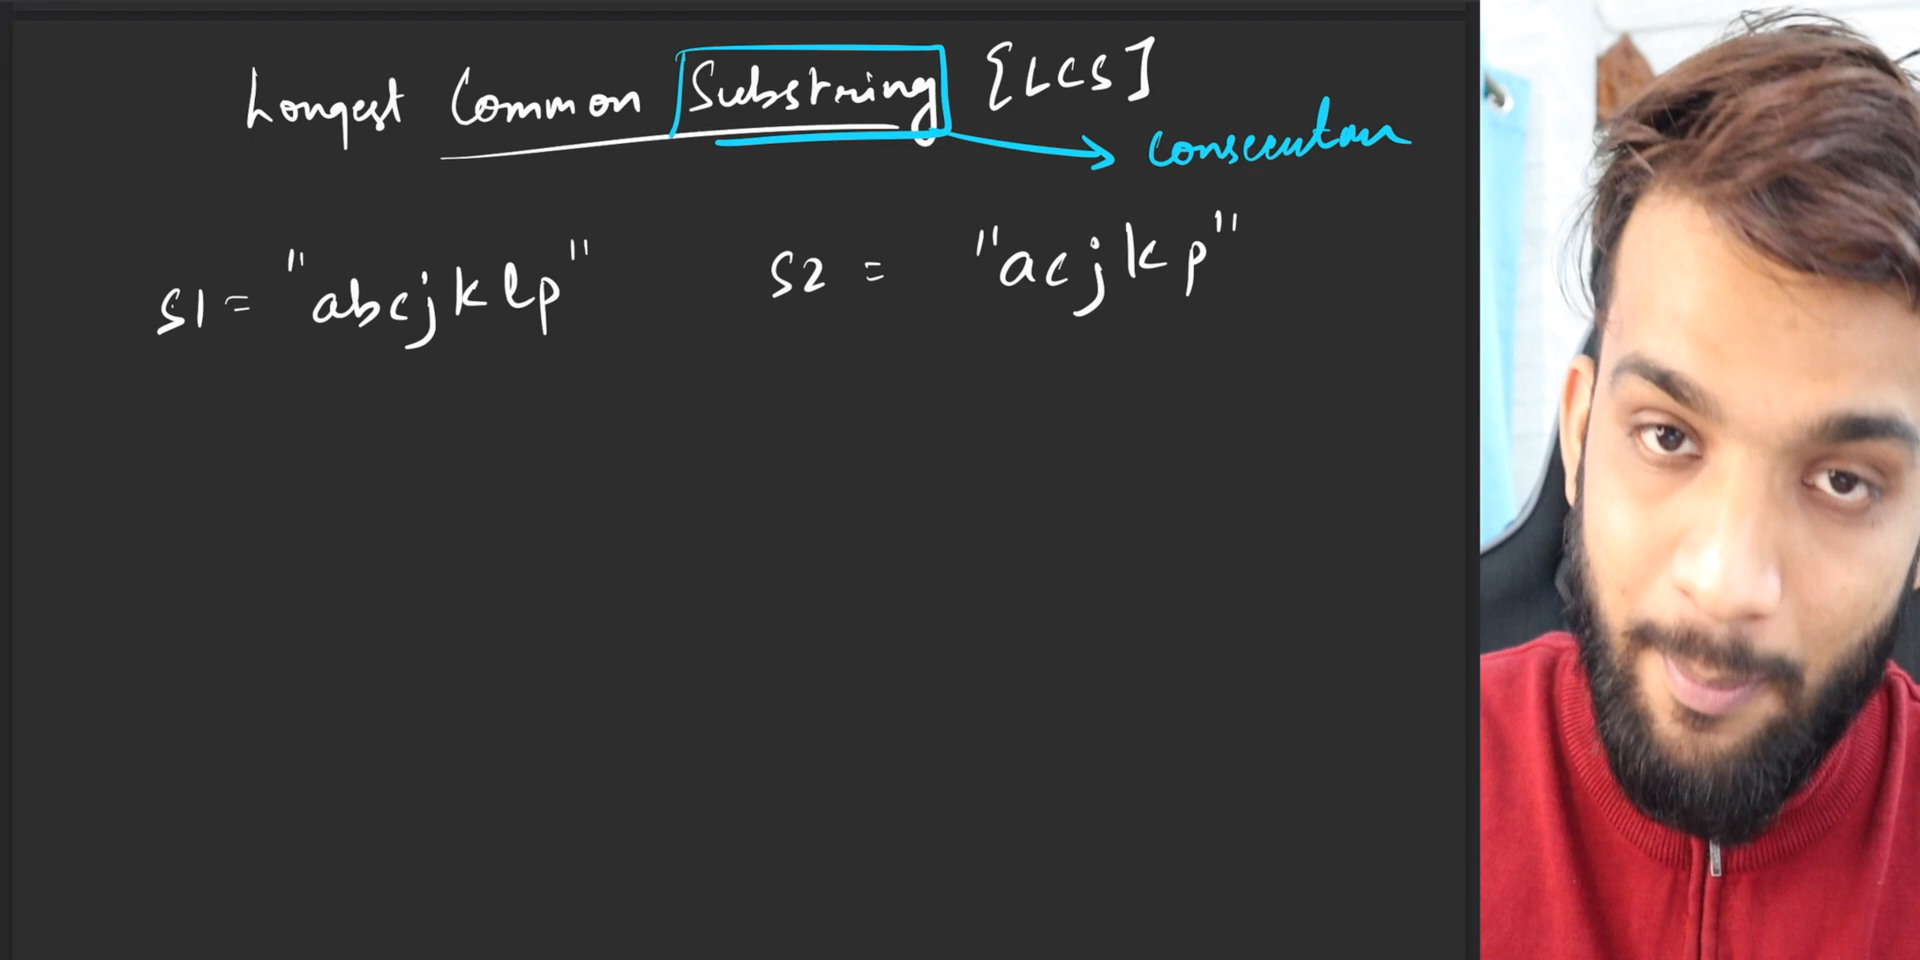 Longest Common Substring [LCS]
consecutive
S1 = "abcjklp" S2 = "acjkp"